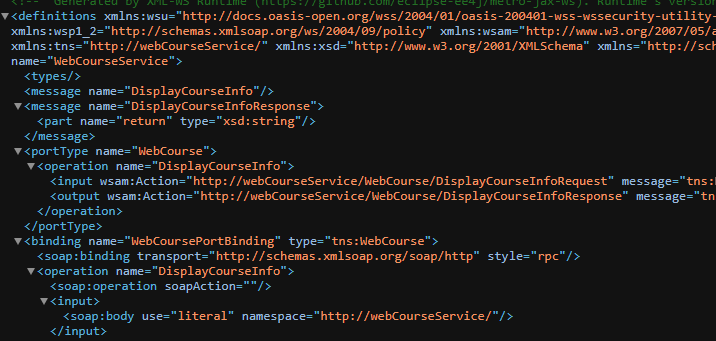 <!-- Generated by XML-WS Runtime (https://github.com/eclipse-ee4j/metro-jax-ws). Runtime's Version
<definitions xmlns:wsu="http://docs.oasis-open.org/wss/2004/01/oasis-200401-wss-wssecurity-utility-
xmlns:wsp1_2="http://schemas.xmlsoap.org/ws/2004/09/policy" xmlns:wsam="http://www.w3.org/2007/05/a
xmlns:tns="http://webCourseService/" xmlns:xsd="http://www.w3.org/2001/XMLSchema" xmlns="http://sch
name="WebCourseService">
<types/>
<message name="DisplayCourseInfo"/>
<message name="DisplayCourseInfoResponse">
<part name="return" type="xsd:string"/>
</message>
<portType name="WebCourse">
<operation name="DisplayCourseInfo">
<input wsam:Action="http://webCourseService/WebCourse/DisplayCourseInfoRequest" message="tns:
<output wsam:Action="http://webCourseService/WebCourse/DisplayCourseInfoResponse" message="tn
</operation>
</portType>
<binding name="WebCoursePortBinding" type="tns:WebCourse">
<soap:binding transport="http://schemas.xmlsoap.org/soap/http" style="rpc"/>
<operation name="DisplayCourseInfo">
<soap:operation soapAction=""/>
<input>
<soap:body use="literal" namespace="http://webCourseService/"/>
</input>